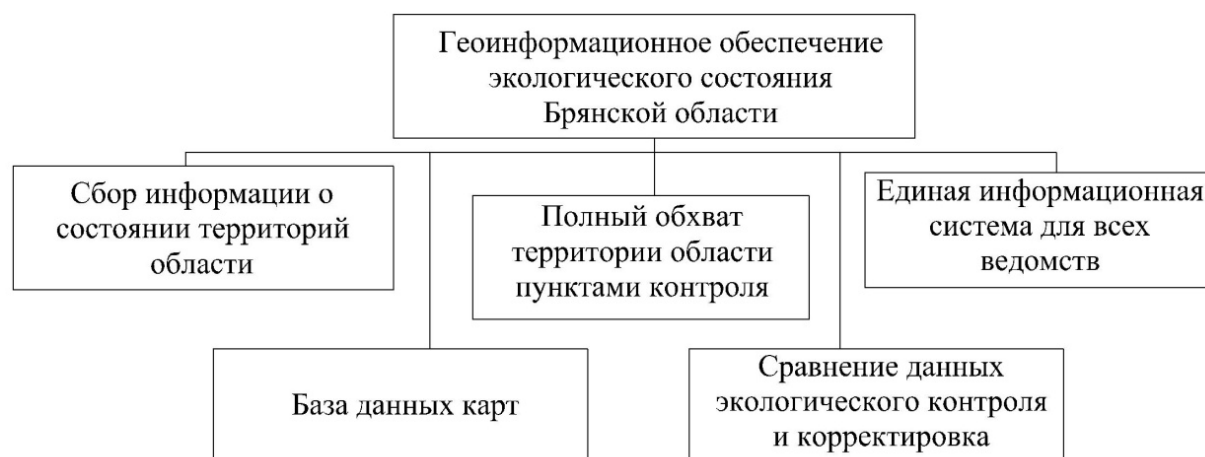 Геоинформационное обеспечение
экологического состояния
Брянской области
Сбор информации о
состоянии территорий
области
Полный обхват
территории области
пунктами контроля
Единая информационная
система для всех
ведомств
База данных карт
Сравнение данных
экологического контроля
и корректировка